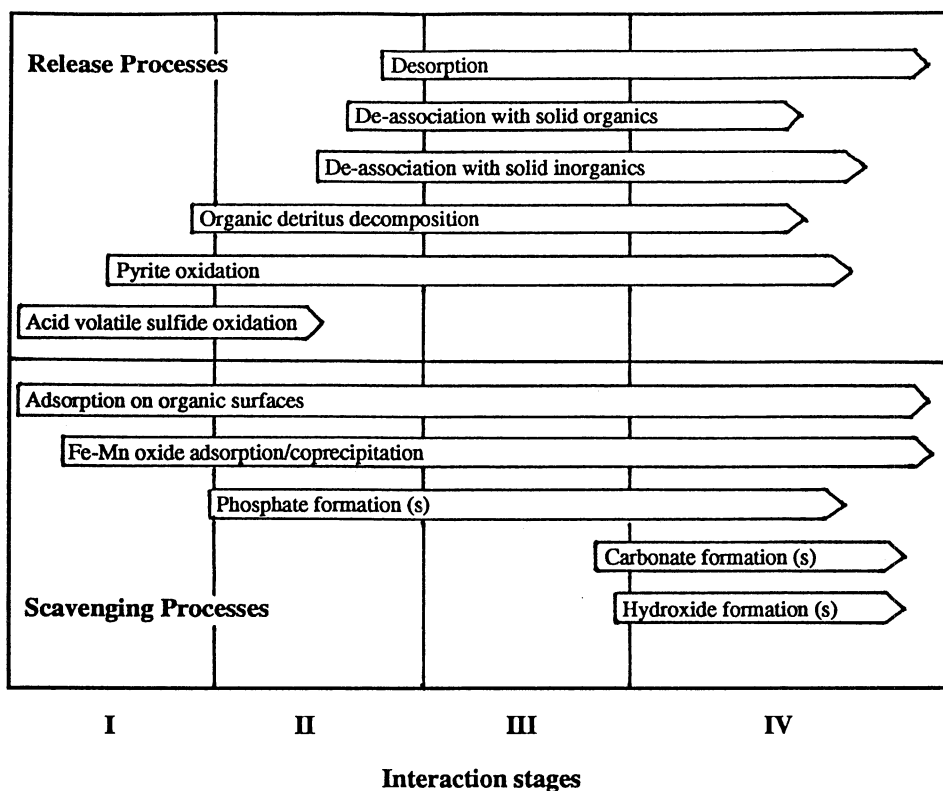 Release Processes
Desorption
De-association with solid organics
De-association with solid inorganics
Organic detritus decomposition
Pyrite oxidation
Acid volatile sulfide oxidation
Adsorption on organic surfaces
Fe-Mn oxide adsorption/coprecipitation
Phosphate formation (s)
Carbonate formation (s)
Scavenging Processes
Hydroxide formation (s)
I
II
III
IV
Interaction stages